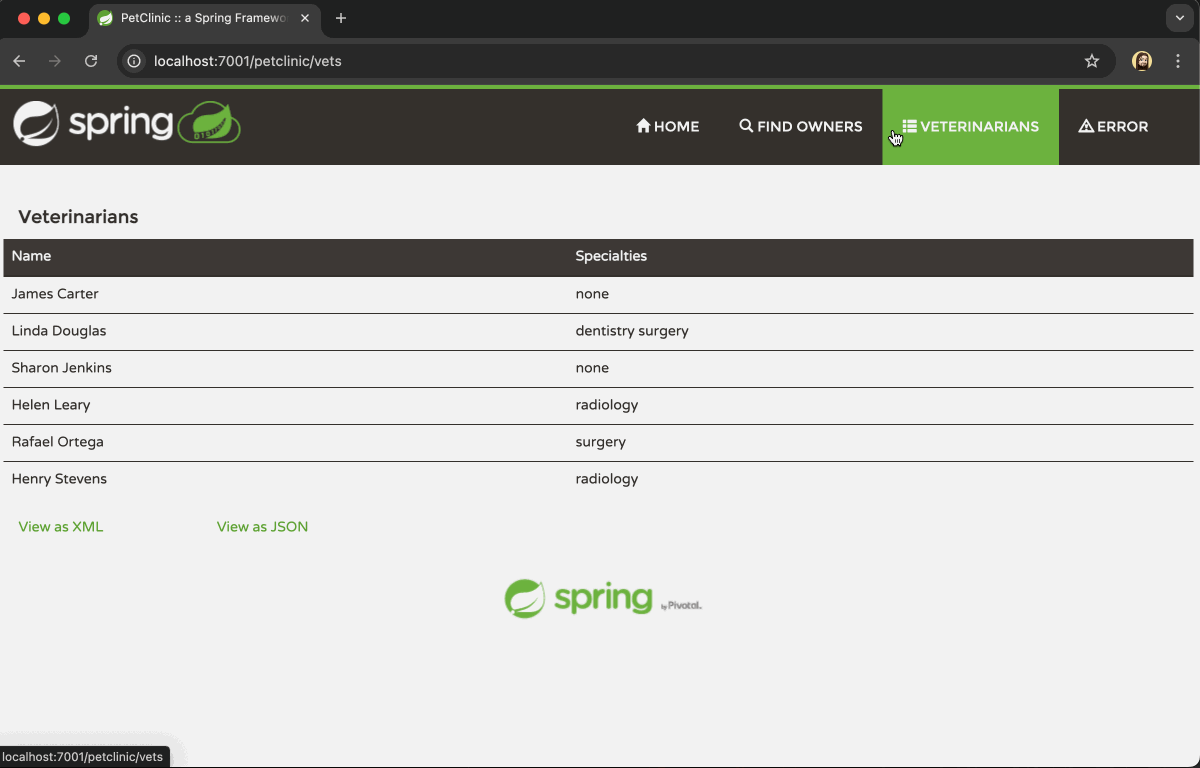 PetClinic :: a Spring Framewo
localhost:7001/petclinic/vets
spring
HOME
FIND OWNERS
VETERINARIANS
ERROR
Veterinarians
Name Specialties
James Carter none
Linda Douglas dentistry surgery
Sharon Jenkins none
Helen Leary radiology
Rafael Ortega surgery
Henry Stevens radiology
View as XML View as JSON
spring by Pivotal.
localhost:7001/petclinic/vets